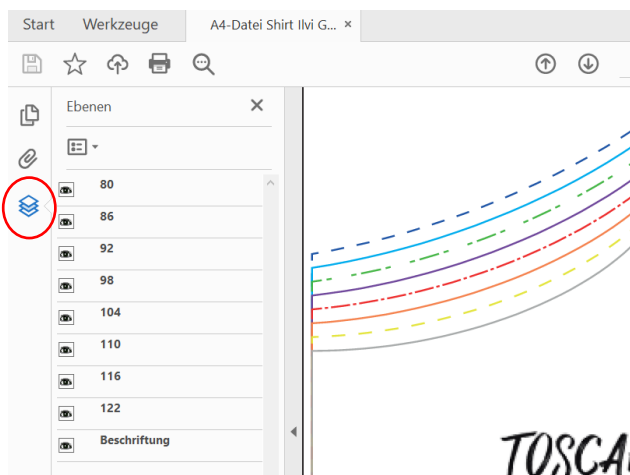 Start Werkzeuge A4-Datei Shirt Ilvi G... ×
Ebenen
80
86
92
98
104
110
116
122
Beschriftung
TOSCA